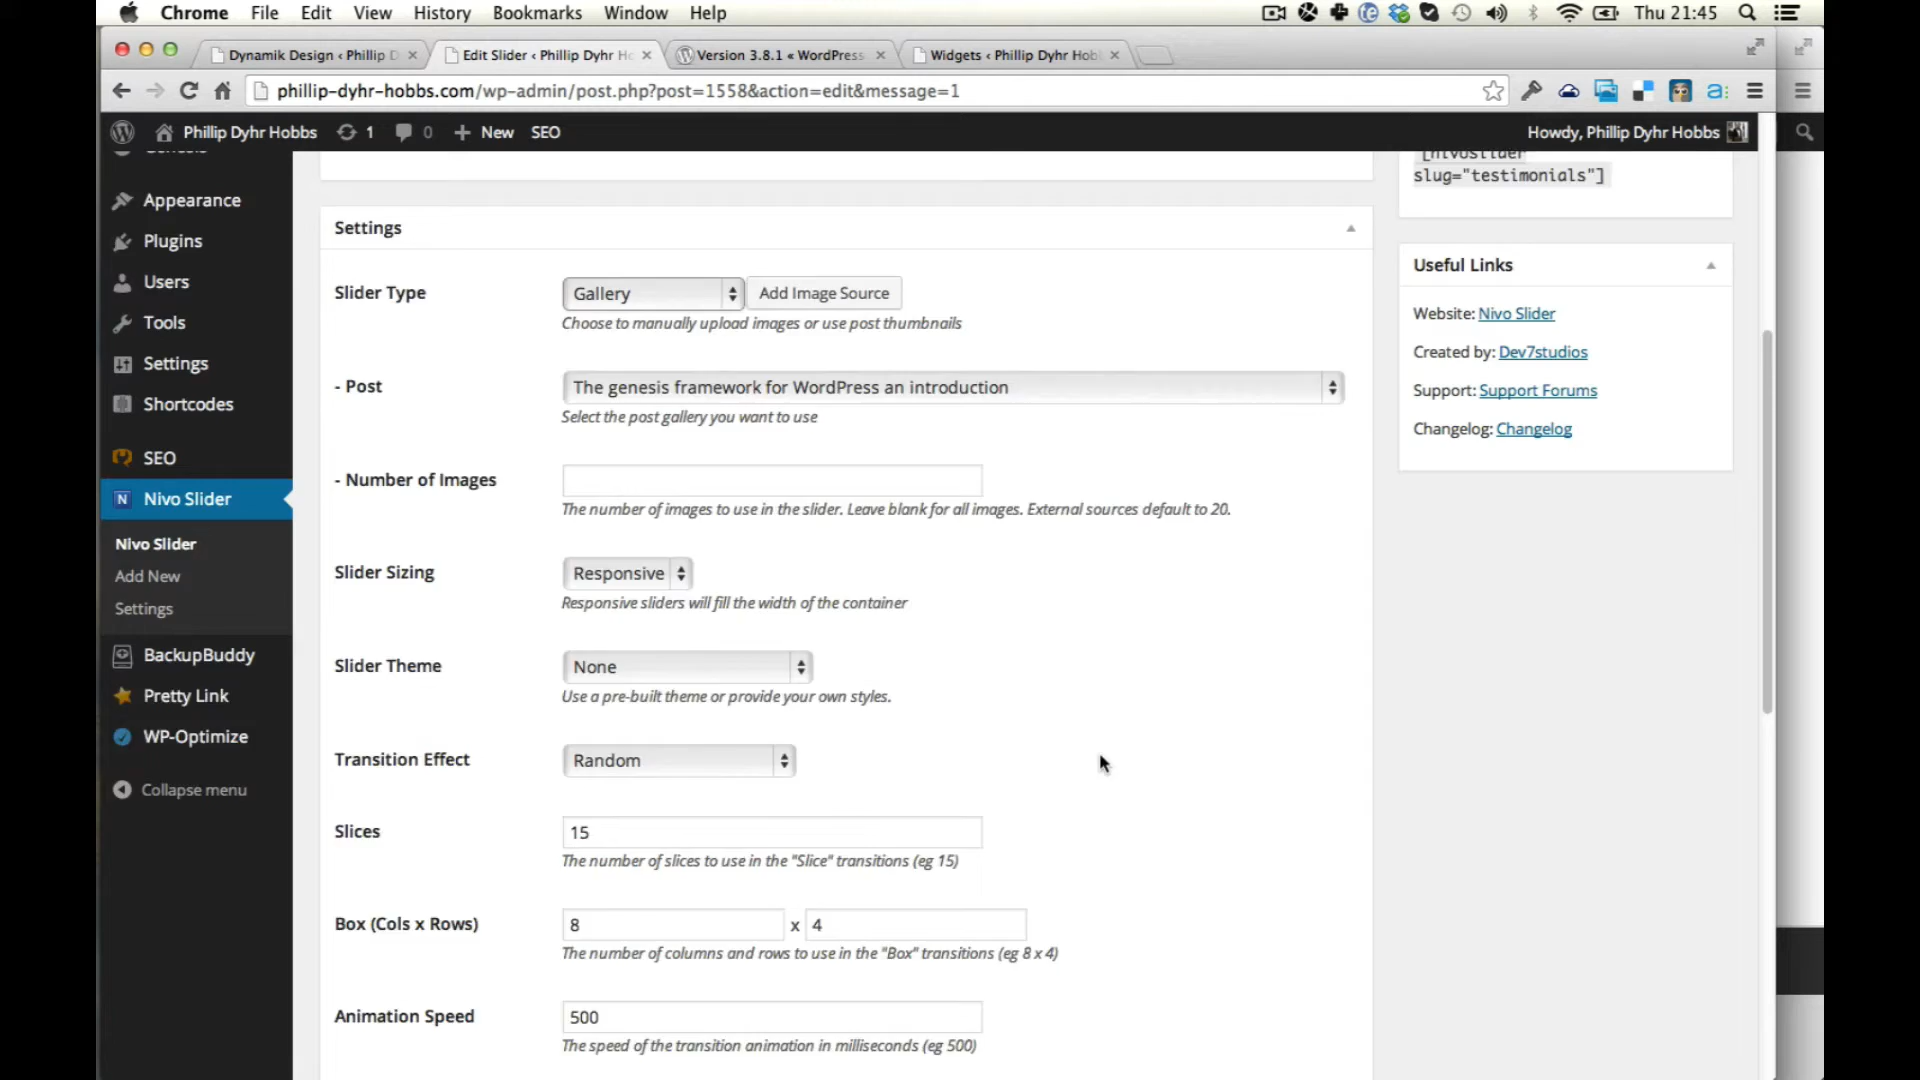 Chrome File Edit View History Bookmarks Window Help Thu 21:45
Dynamik Design ‹ Phillip D Edit Slider ‹ Phillip Dyhr Ho Version 3.8.1 « WordPress Widgets ‹ Phillip Dyhr Hobb
phillip-dyhr-hobbs.com/wp-admin/post.php?post=1558&action=edit&message=1
Phillip Dyhr Hobbs 1 0 New SEO Howdy, Phillip Dyhr Hobbs
[nivoslider
slug="testimonials"]
Appearance
Plugins
Users
Tools
Settings
Shortcodes
SEO
Nivo Slider
Nivo Slider
Add New
Settings
BackupBuddy
Pretty Link
WP-Optimize
Collapse menu
Settings
Slider Type Gallery Add Image Source
Choose to manually upload images or use post thumbnails
- Post The genesis framework for WordPress an introduction
Select the post gallery you want to use
- Number of Images
The number of images to use in the slider. Leave blank for all images. External sources default to 20.
Slider Sizing Responsive
Responsive sliders will fill the width of the container
Slider Theme None
Use a pre-built theme or provide your own styles.
Transition Effect Random
Slices 15
The number of slices to use in the "Slice" transitions (eg 15)
Box (Cols x Rows) 8 x 4
The number of columns and rows to use in the "Box" transitions (eg 8 x 4)
Animation Speed 500
The speed of the transition animation in milliseconds (eg 500)
Useful Links
Website: Nivo Slider
Created by: Dev7studios
Support: Support Forums
Changelog: Changelog